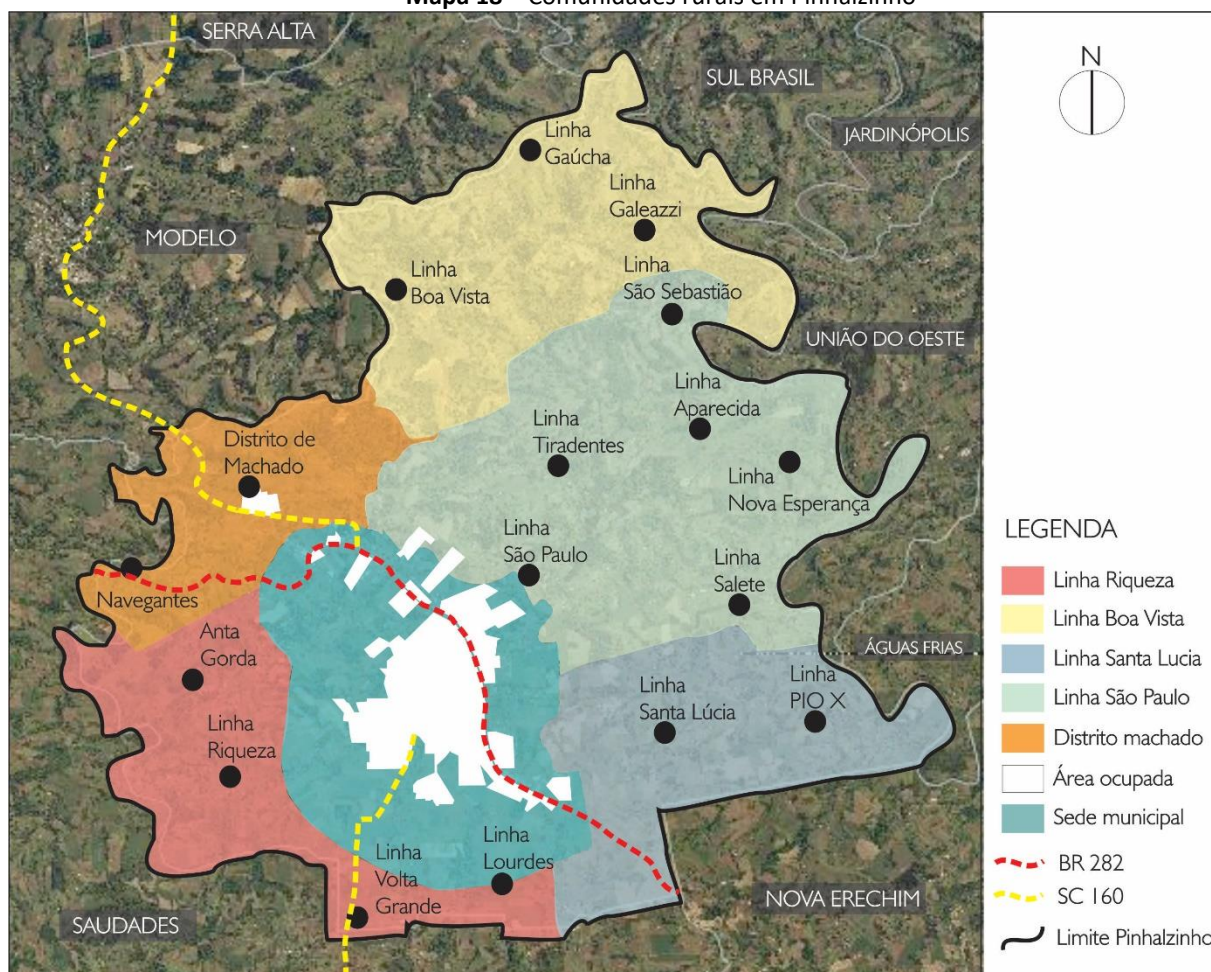 Mapa 18 – Comunidades rurais em Pinhalzinho
SERRA ALTA
SUL BRASIL
N
JARDINÓPOLIS
Linha
Gaúcha
Linha
Galeazzi
MODELO
Linha
Boa Vista
Linha
São Sebastião
UNIÃO DO OESTE
Linha
Aparecida
Linha
Tiradentes
Distrito de
Machado
Linha
Nova Esperança
Linha
São Paulo
Linha
Salete
Navegantes
Anta
Gorda
ÁGUAS FRIAS
Linha
Santa Lúcia
Linha
PIO X
Linha
Riqueza
Linha
Volta
Grande
Linha
Lourdes
NOVA ERECHIM
SAUDADES
LEGENDA
Linha Riqueza
Linha Boa Vista
Linha Santa Lucia
Linha São Paulo
Distrito machado
Área ocupada
Sede municipal
BR 282
SC 160
Limite Pinhalzinho